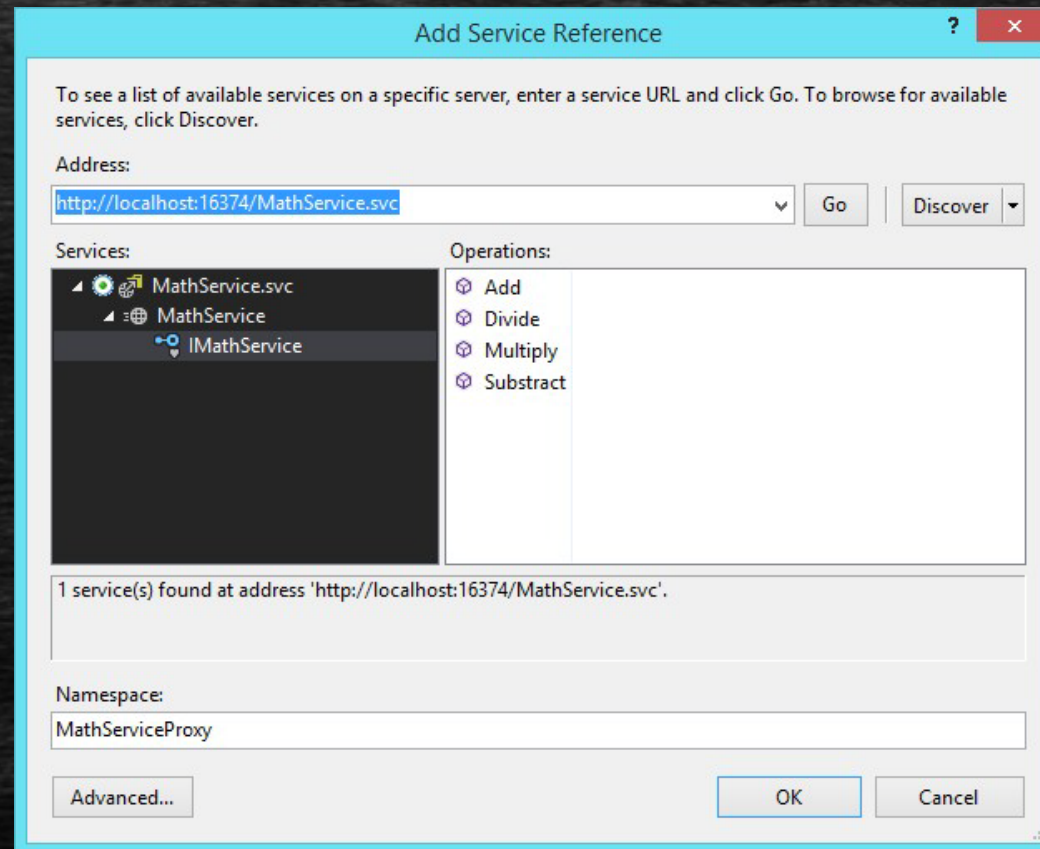 Add Service Reference
?
To see a list of available services on a specific server, enter a service URL and click Go. To browse for available
services, click Discover.
Address:
http://localhost:16374/MathService.svc
Go
Discover
Services:
Operations:
MathService.svc
MathService
IMathService
Add
Divide
Multiply
Substract
1 service(s) found at address 'http://localhost:16374/MathService.svc'.
Namespace:
MathServiceProxy
Advanced...
OK
Cancel